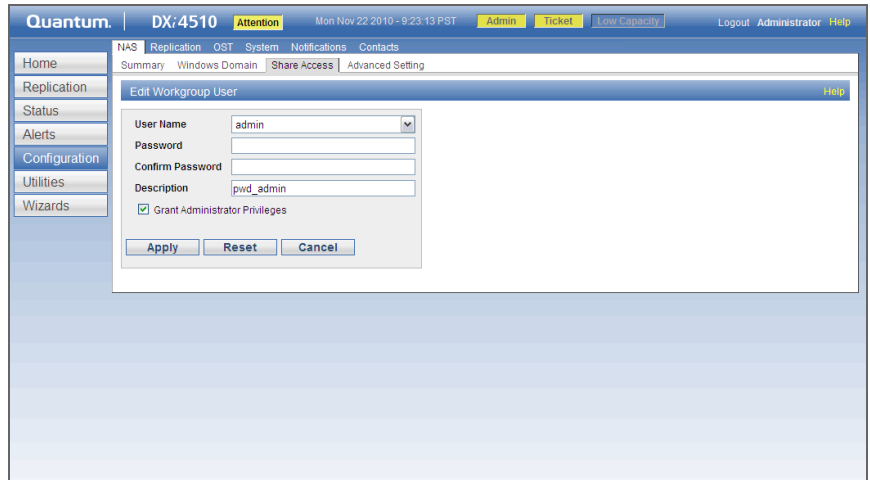 Quantum. DXi4510 Attention Mon Nov 22 2010 - 9:23:13 PST Admin Ticket Low Capacity Logout Administrator Help
NAS Replication OST System Notifications Contacts
Summary Windows Domain Share Access Advanced Setting
Home
Replication
Status
Alerts
Configuration
Utilities
Wizards
Edit Workgroup User Help
User Name admin
Password
Confirm Password
Description pwd_admin
Grant Administrator Privileges
Apply Reset Cancel